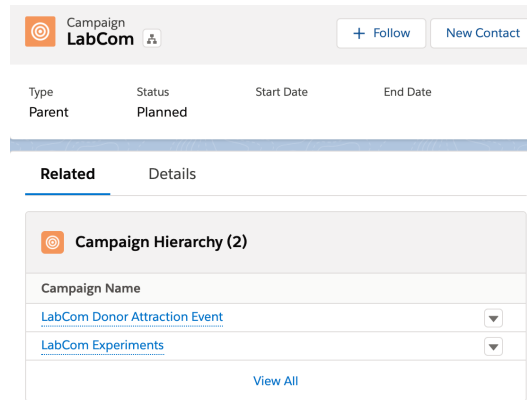 Campaign
LabCom
+ Follow
New Contact
Type
Status
Start Date
End Date
Parent
Planned
Related
Details
Campaign Hierarchy (2)
Campaign Name
LabCom Donor Attraction Event
LabCom Experiments
View All